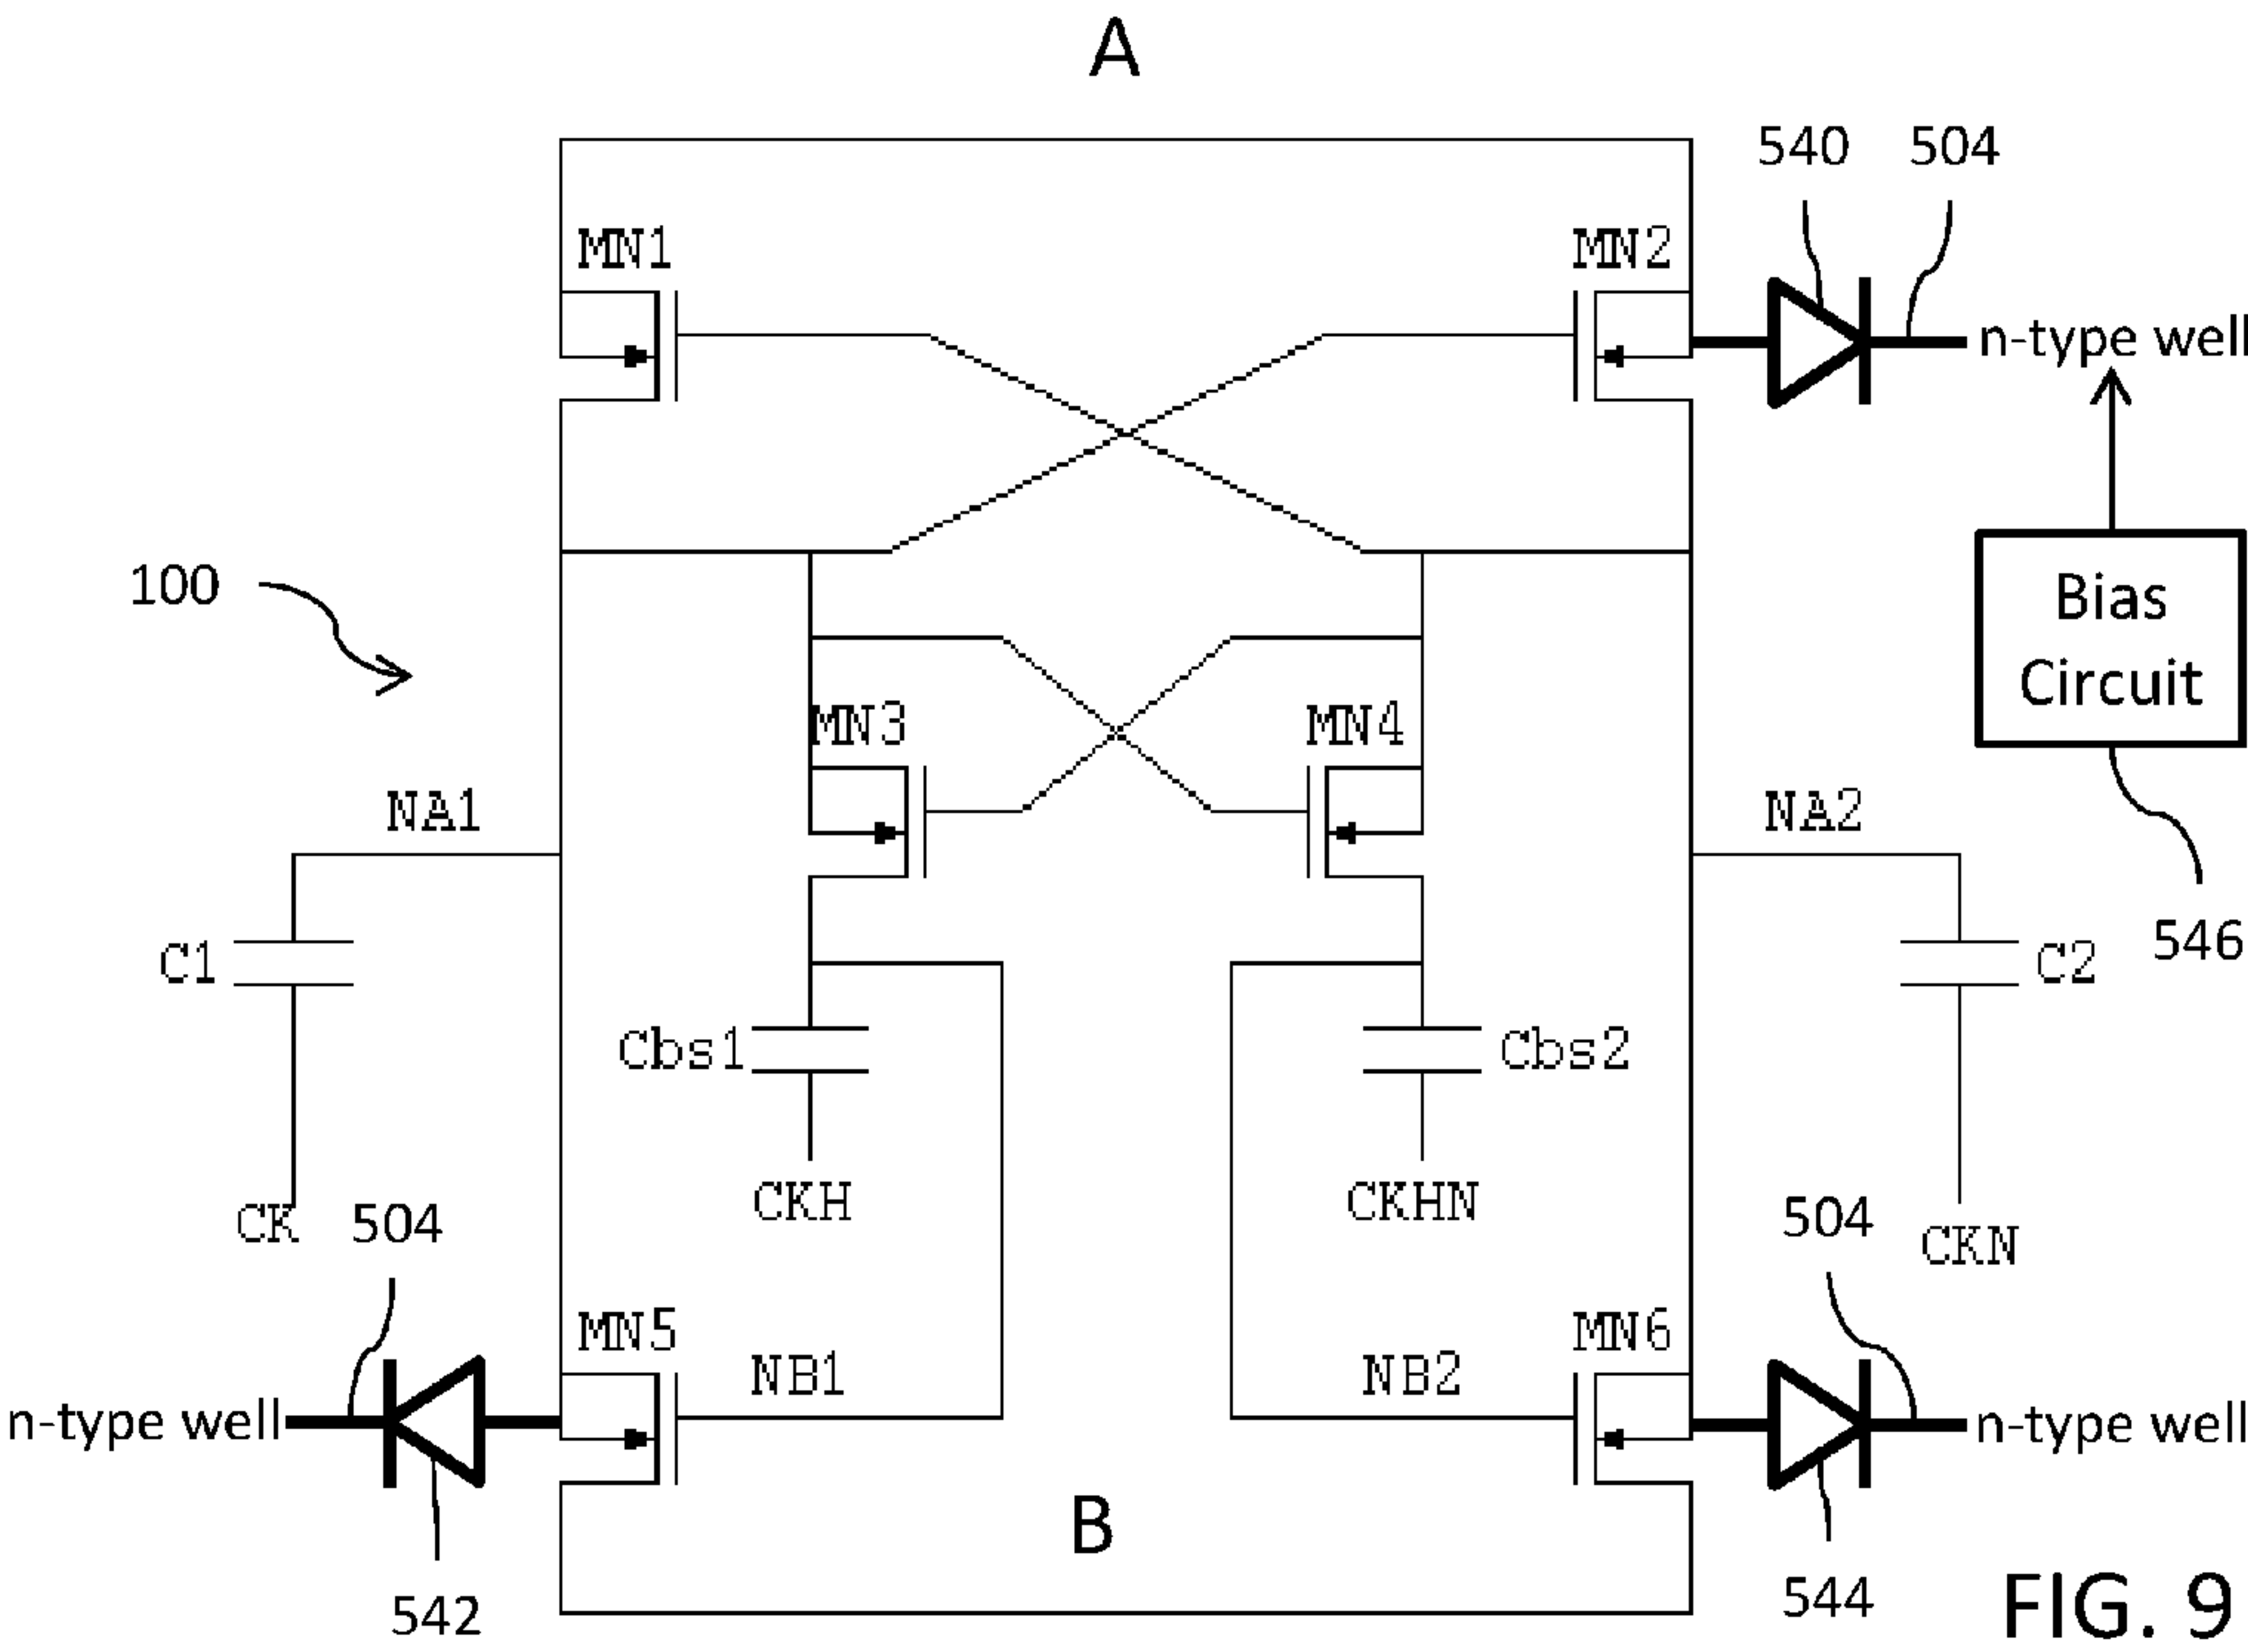 A
540
504
MN1
MN2
n-type well
100
Bias
Circuit
MN3
MN4
NA1
NA2
C1
C2
546
Cbs1
Cbs2
CKH
CKHN
CK
504
504
CKN
MN5
MN6
NB1
NB2
n-type well
n-type well
B
542
544
FIG. 9